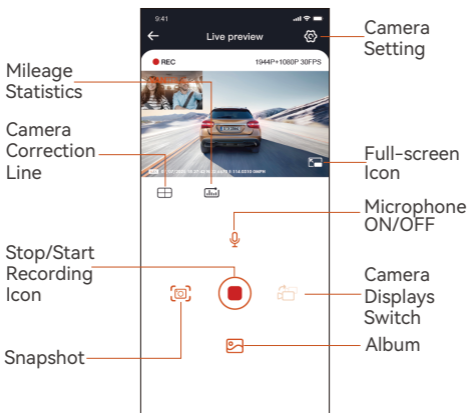 9:41
Live preview
Camera
Setting
REC
1944P+1080P 30FPS
Mileage
Statistics
Camera
Correction
Line
Full-screen
Icon
Microphone
ON/OFF
Stop/Start
Recording
Icon
Camera
Displays
Switch
Snapshot
Album